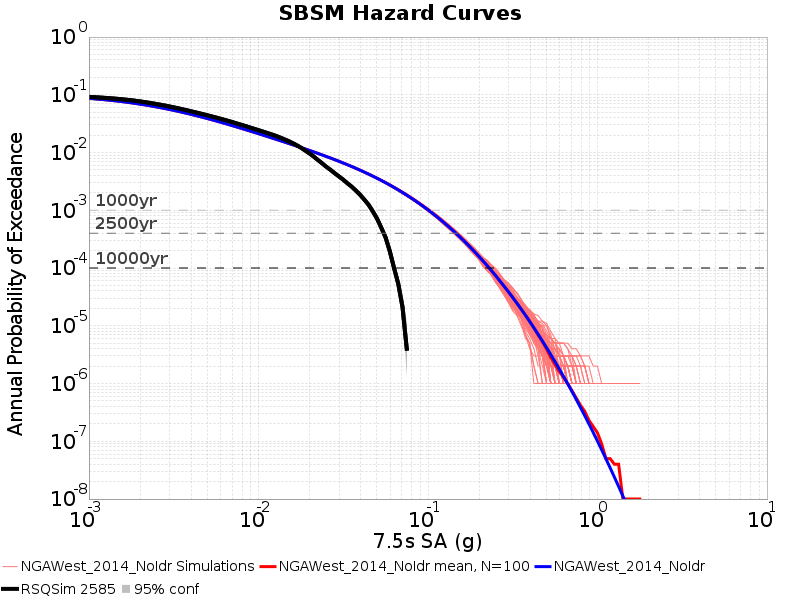 SBSM Hazard Curves
Annual Probability of Exceedance
10^0
10^-1
10^-2
10^-3
10^-4
10^-5
10^-6
10^-7
10^-8
1000yr
2500yr
10000yr
10^-3 10^-2 10^-1 10^0 10^1
7.5s SA (g)
NGAWest_2014_NoIdr Simulations NGAWest_2014_NoIdr mean, N=100 NGAWest_2014_NoIdr
RSQSim 2585 95% conf